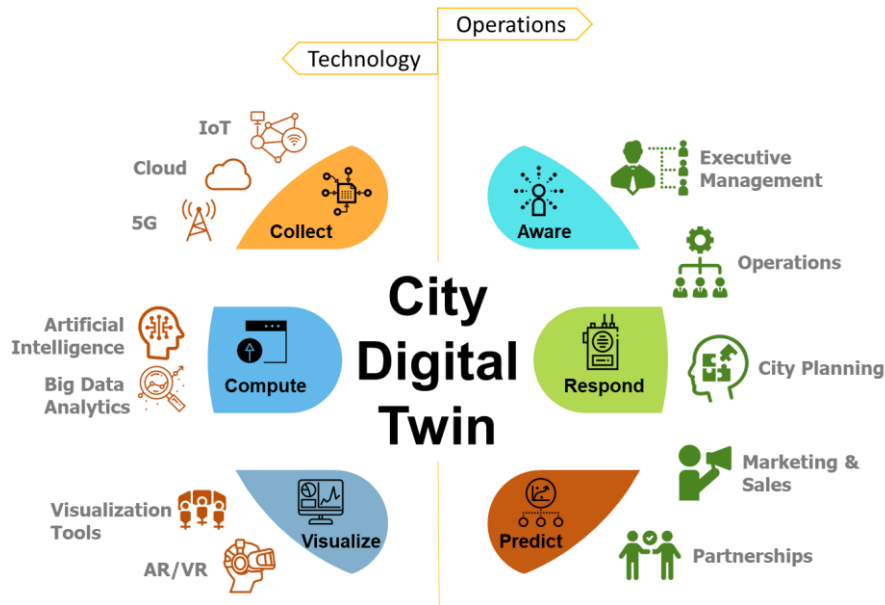 Operations
Technology
IoT
Cloud
5G
Collect
Aware
Executive
Management
Operations
City
Digital
Twin
Artificial
Intelligence
Big Data
Analytics
Compute
Respond
City Planning
Visualization
Tools
AR/VR
Visualize
Predict
Marketing &
Sales
Partnerships